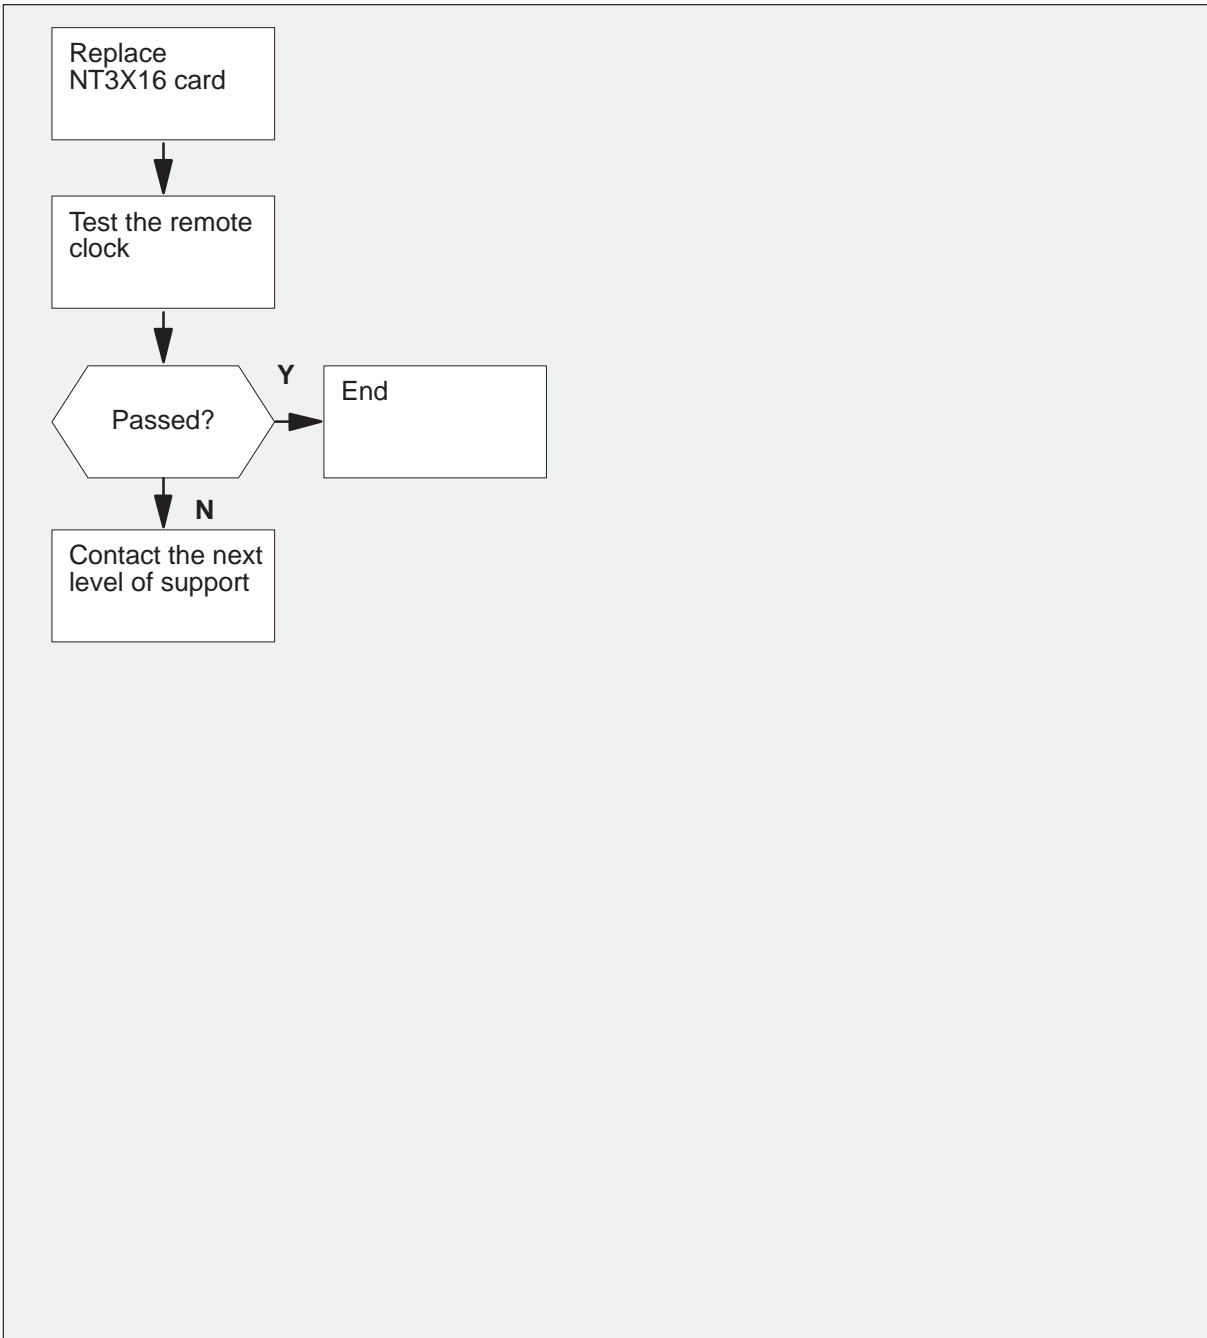 Replace
NT3X16 card
Test the remote
clock
Y
End
Passed?
N
Contact the next
level of support